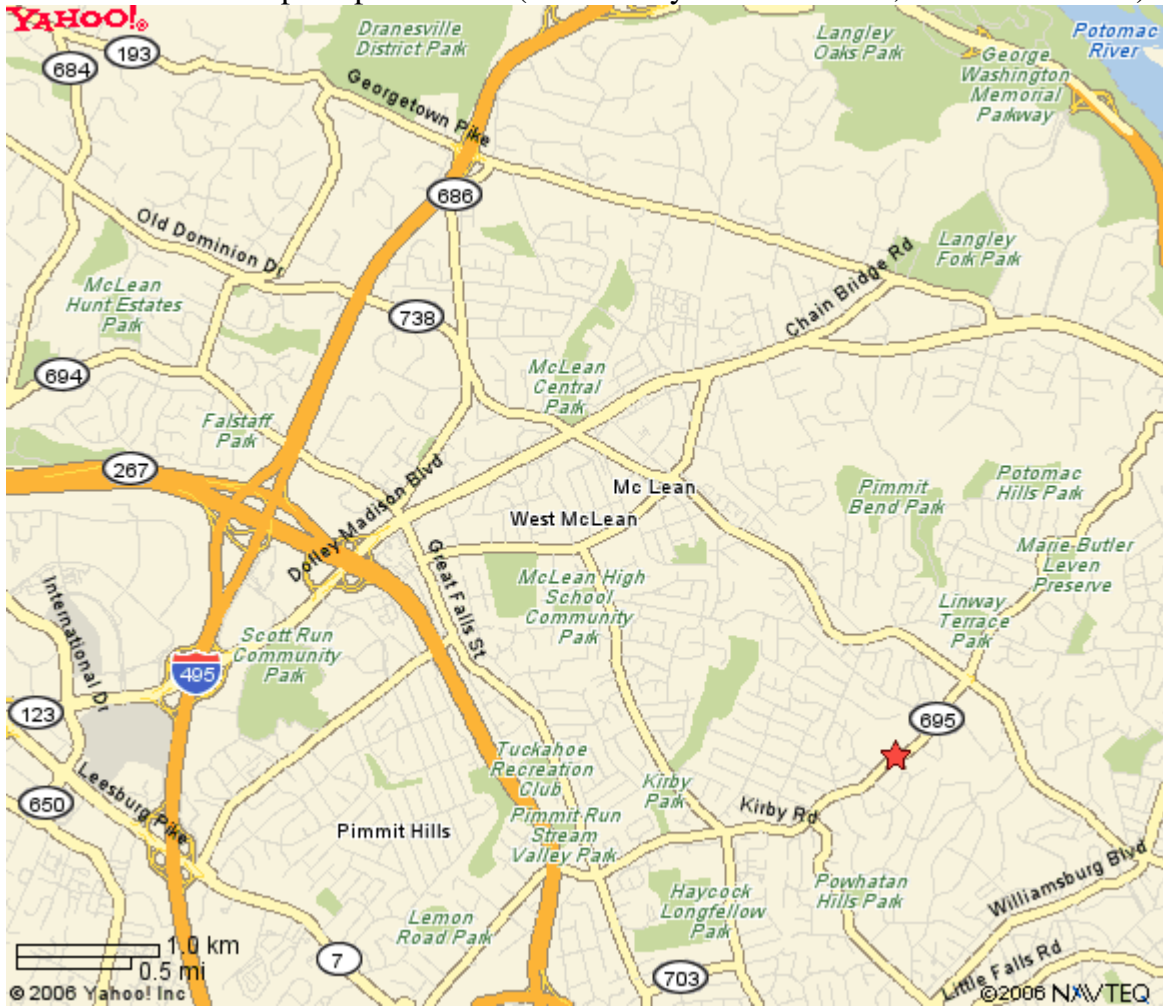 YAHOO!®
193
684
Dranesville
District Park
Langley
Oaks Park
George
Washington
Memorial
Parkway
Potomac
River
Georgetown Pike
686
Old Dominion Dr
Langley
Fork Park
McLean
Hunt Estates
Park
738
Chain Bridge Rd
694
McLean
Central
Park
Falstaff
Park
267
Mc Lean
West McLean
Dolley Madison Blvd
Pimmit
Bend Park
Potomac
Hills Park
Great Falls St
McLean High
School
Community
Park
Marie-Butler
Leven
Preserve
International Dr
Linway
Terrace
Park
Scott Run
Community
Park
495
123
695
Leesburg Pike
650
Tuckahoe
Recreation
Club
Kirby
Park
Kirby Rd
Pimmit Hills
Pimmit Run
Stream
Valley Park
Powhatan
Hills Park
Williamsburg Blvd
Haycock
Longfellow
Park
Lemon
Road Park
7
703
Little Falls Rd
1.0 km
0.5 mi
© 2006 Yahoo! Inc
©2006 NAVTEQ